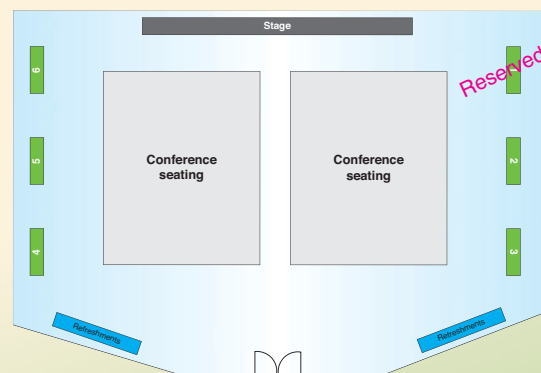 Stage
6
Reserved
Conference
seating
Conference
seating
5
2
4
3
Refreshments
Refreshments